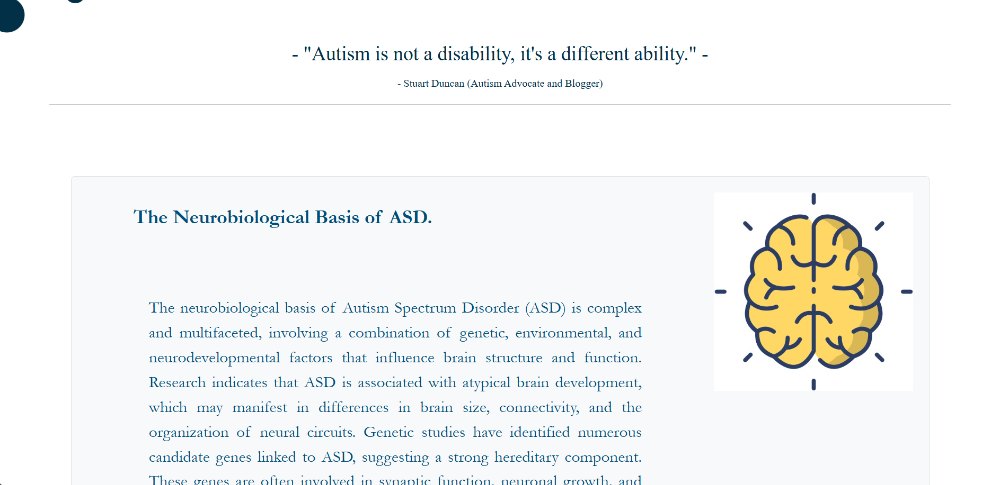 - "Autism is not a disability, it's a different ability." -
- Stuart Duncan (Autism Advocate and Blogger)
The Neurobiological Basis of ASD.
The neurobiological basis of Autism Spectrum Disorder (ASD) is complex
and multifaceted, involving a combination of genetic, environmental, and
neurodevelopmental factors that influence brain structure and function.
Research indicates that ASD is associated with atypical brain development,
which may manifest in differences in brain size, connectivity, and the
organization of neural circuits. Genetic studies have identified numerous
candidate genes linked to ASD, suggesting a strong hereditary component.
These genes are often involved in synaptic function, neuronal growth, and